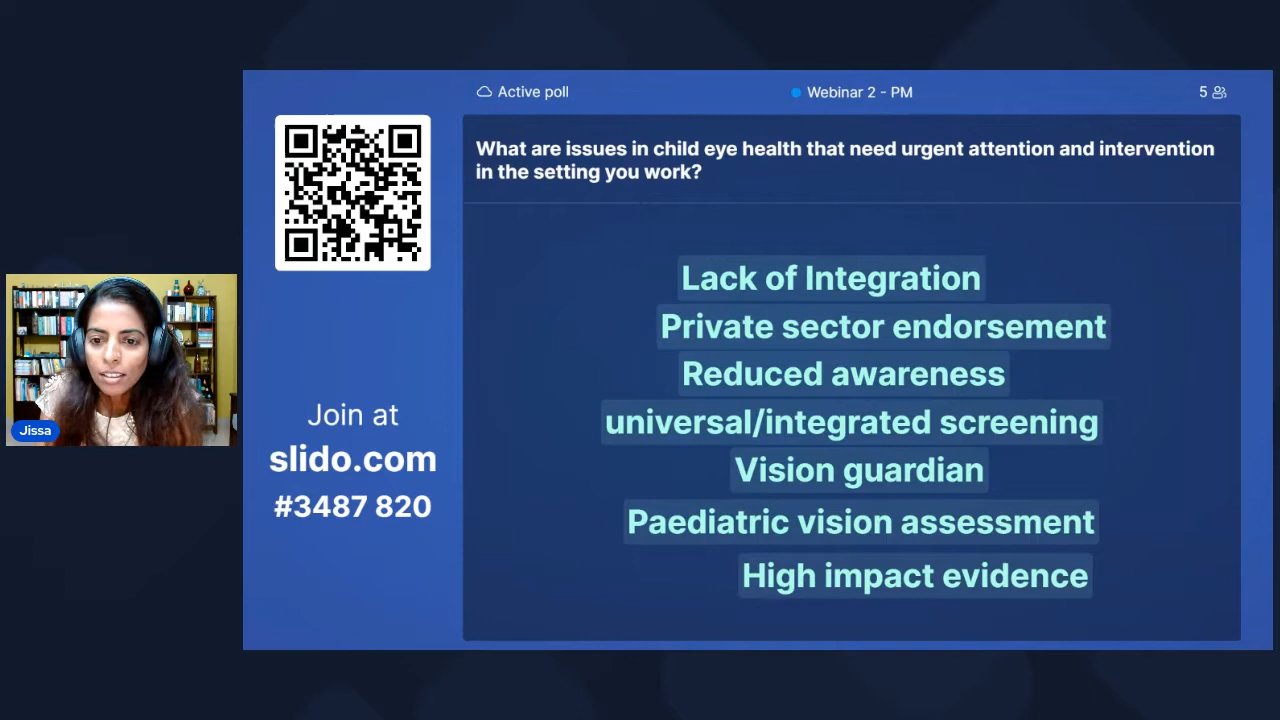 Active poll
Webinar 2 - PM
5
What are issues in child eye health that need urgent attention and intervention
in the setting you work?
Lack of Integration
Private sector endorsement
Reduced awareness
universal/integrated screening
Vision guardian
Paediatric vision assessment
High impact evidence
Join at
slido.com
#3487 820
Jissa